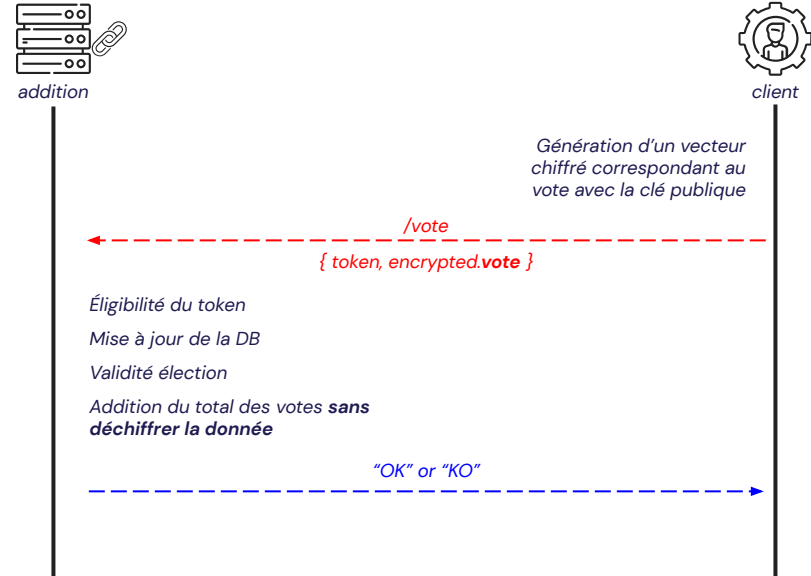 addition
client
Génération d’un vecteur
chiffré correspondant au
vote avec la clé publique
/vote
{ token, encrypted.vote }
Éligibilité du token
Mise à jour de la DB
Validité élection
Addition du total des votes sans
déchiffrer la donnée
“OK” or “KO”